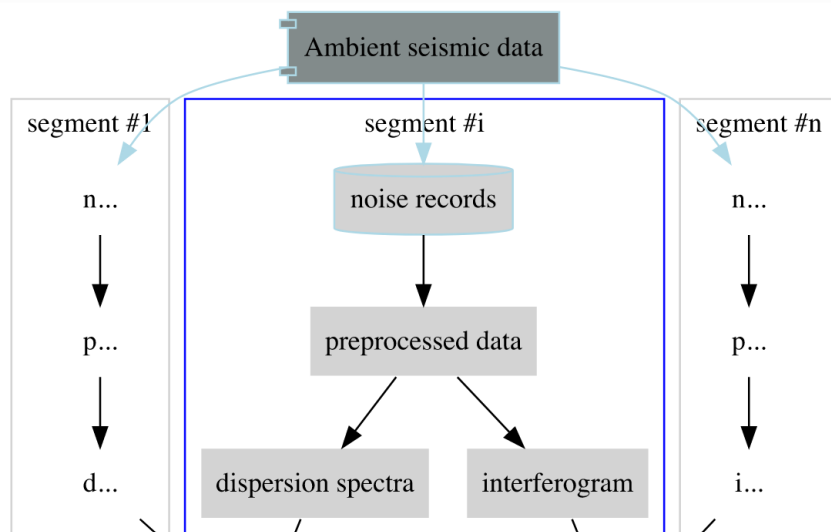 Ambient seismic data
segment #1
segment #i
segment #n
n...
noise records
n...
p...
preprocessed data
p...
d...
dispersion spectra
interferogram
i...